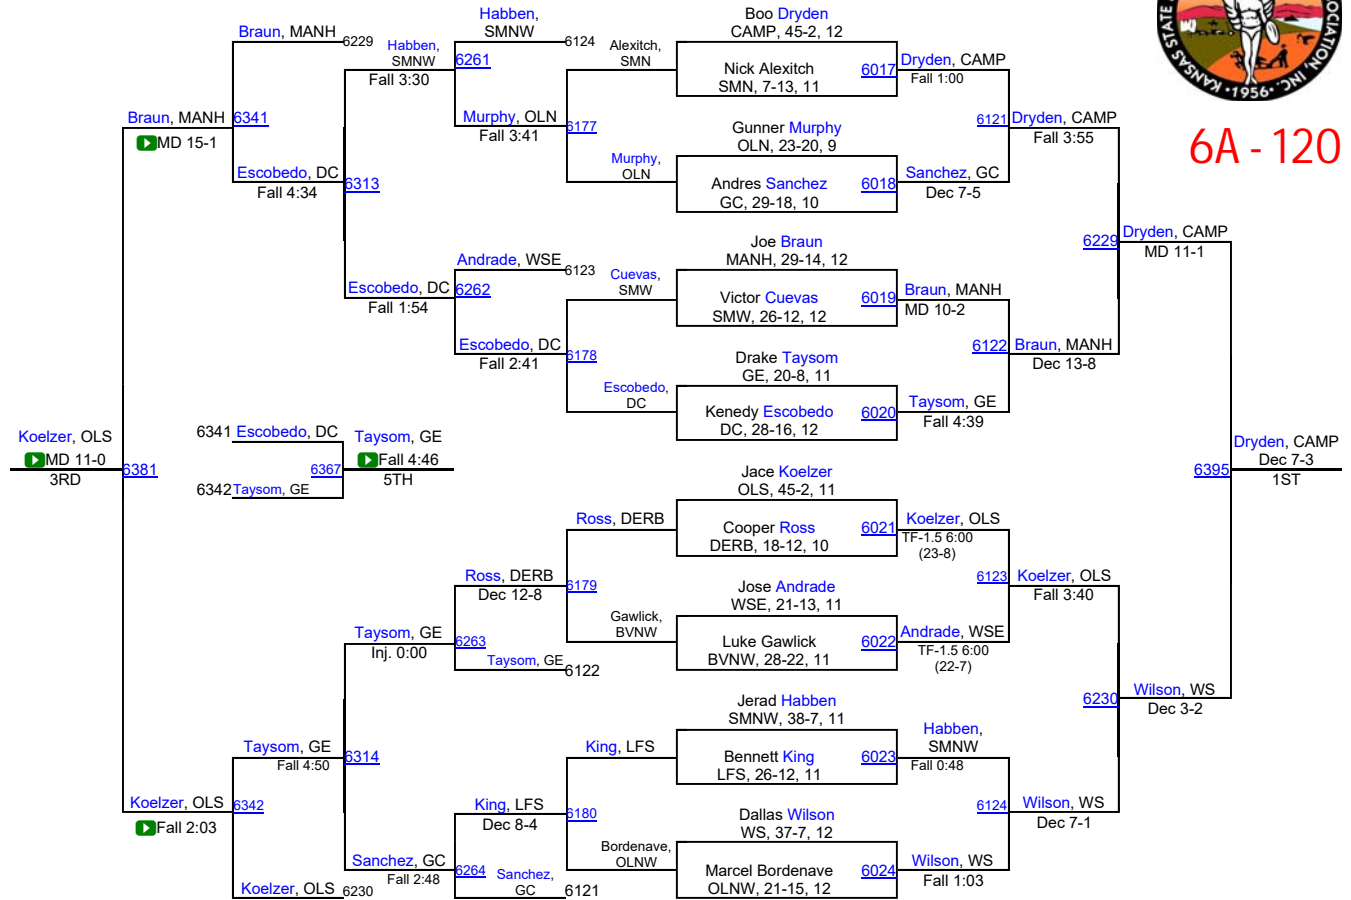 Habben,
SMNW
6124
Braun, MANH
6229
Habben,
SMNW
6261
Fall 3:30
Alexitch,
SMN
Boo Dryden
CAMP, 45-2, 12
Nick Alexitch
SMN, 7-13, 11
6017
Dryden, CAMP
Fall 1:00
KANSAS STATE
OCIATION, INC.
•1956•
6A - 120
Braun, MANH
MD 15-1
6341
Murphy, OLN
Fall 3:41
6177
Gunner Murphy
OLN, 23-20, 9
6121
Dryden, CAMP
Fall 3:55
Escobedo, DC
Fall 4:34
6313
Murphy,
OLN
Andres Sanchez
GC, 29-18, 10
6018
Sanchez, GC
Dec 7-5
6229
Dryden, CAMP
MD 11-1
Andrade, WSE
6123
Joe Braun
MANH, 29-14, 12
Escobedo, DC
Fall 1:54
6262
Cuevas,
SMW
Victor Cuevas
SMW, 26-12, 12
6019
Braun, MANH
MD 10-2
Escobedo, DC
Fall 2:41
6178
Drake Taysom
GE, 20-8, 11
6122
Braun, MANH
Dec 13-8
Escobedo,
DC
Kenedy Escobedo
DC, 28-16, 12
6020
Taysom, GE
Fall 4:39
Koelzer, OLS
MD 11-0
3RD
6381
6341 Escobedo, DC
6342 Taysom, GE
6367
Taysom, GE
Fall 4:46
5TH
6395
Dryden, CAMP
Dec 7-3
1ST
Jace Koelzer
OLS, 45-2, 11
Ross, DERB
Cooper Ross
DERB, 18-12, 10
6021
Koelzer, OLS
TF-1.5 6:00
(23-8)
Ross, DERB
Dec 12-8
6179
Jose Andrade
WSE, 21-13, 11
6123
Koelzer, OLS
Fall 3:40
Taysom, GE
Inj. 0:00
6263
Gawlick,
BVNW
Luke Gawlick
BVNW, 28-22, 11
6022
Andrade, WSE
TF-1.5 6:00
(22-7)
Taysom, GE
6122
6230
Wilson, WS
Dec 3-2
Jerad Habben
SMNW, 38-7, 11
Taysom, GE
Fall 4:50
6314
King, LFS
Bennett King
LFS, 26-12, 11
6023
Habben,
SMNW
Fall 0:48
Koelzer, OLS
Fall 2:03
6342
King, LFS
Dec 8-4
6180
Dallas Wilson
WS, 37-7, 12
6124
Wilson, WS
Dec 7-1
Sanchez, GC
Fall 2:48
6264
Bordenave,
OLNW
Marcel Bordenave
OLNW, 21-15, 12
6024
Wilson, WS
Fall 1:03
Koelzer, OLS
6230
Sanchez,
GC
6121